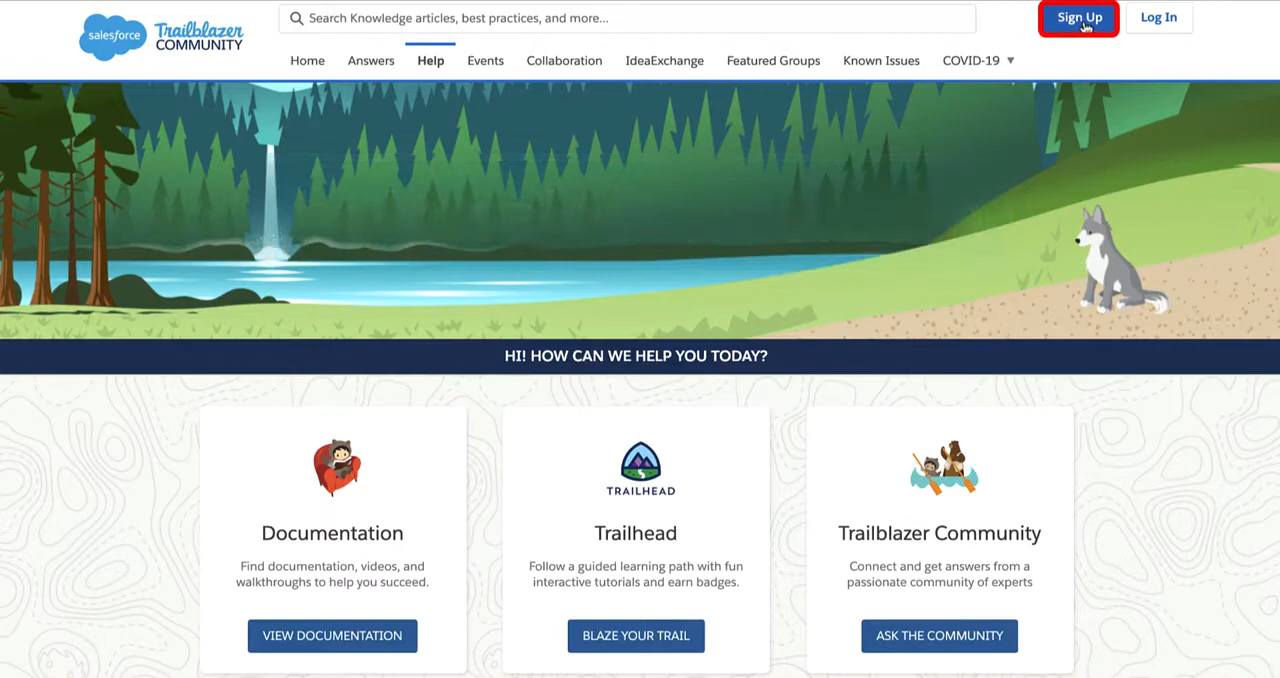 salesforce
Trailblazer
COMMUNITY
Search Knowledge articles, best practices, and more...
Sign Up
Log In
Home Answers Help Events Collaboration IdeaExchange Featured Groups Known Issues COVID-19
HI! HOW CAN WE HELP YOU TODAY?
Documentation
Find documentation, videos, and
walkthroughs to help you succeed.
VIEW DOCUMENTATION
TRAILHEAD
Trailhead
Follow a guided learning path with fun
interactive tutorials and earn badges.
BLAZE YOUR TRAIL
Trailblazer Community
Connect and get answers from a
passionate community of experts
ASK THE COMMUNITY